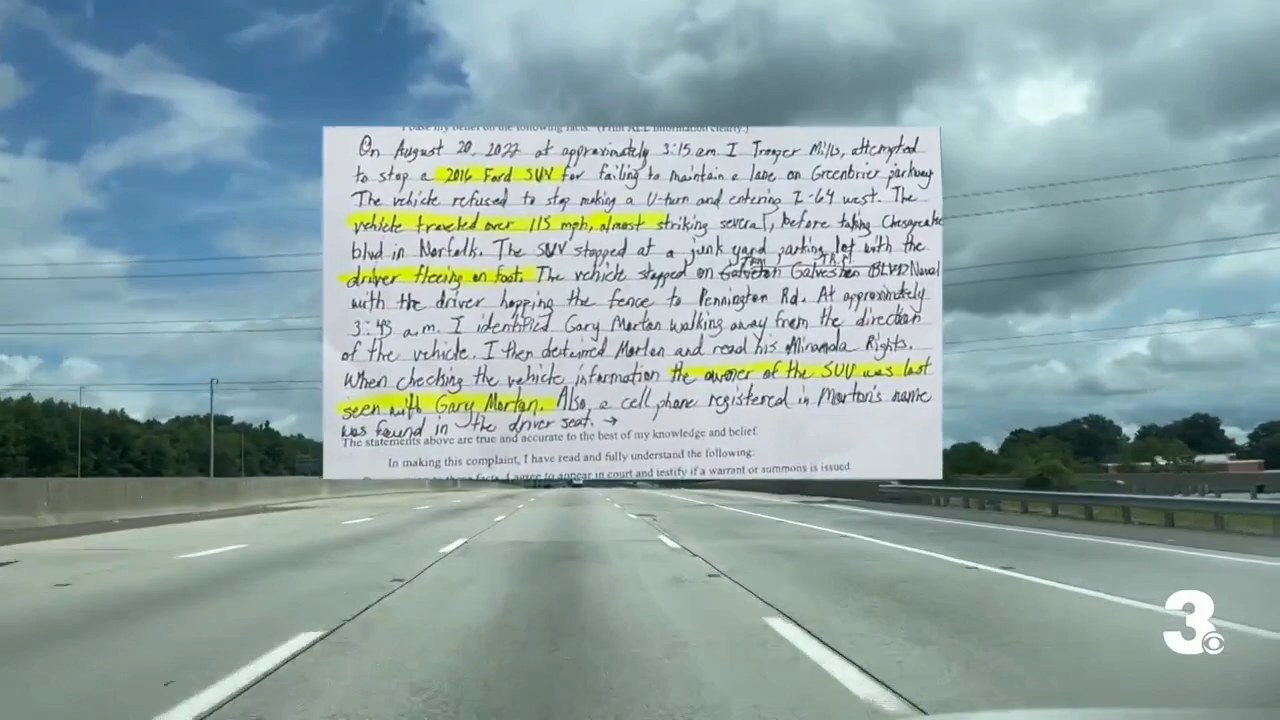 I base my belief on the following facts: (Print ALL information clearly.)
On August 20, 2022 at approximately 3:15 am. I Trooper Mills, attempted
to stop a 2016 Ford SUV for failing to maintain a lane on Greenbrier parkway
The vehicle refused to stop making a U-turn and entering I-64 west. The
vehicle traveled over 115 mph, almost striking several, before taking Chesapeake
blvd in Norfolk. The SUV stopped at a junk yard parking lot with the
driver fleeing on foot. The vehicle stopped on Galveston Galveston BLVD Naval
with the driver hopping the fence to Pennington Rd. At approximately
3:45 a.m. I identified Gary Morton walking away from the direction
of the vehicle. I then detained Morton and read his Miranda Rights.
When checking the vehicle information the owner of the SUV was last
seen with Gary Morton. Also, a cell phone registered in Morton's name
was found in the driver seat. →
The statements above are true and accurate to the best of my knowledge and belief.
In making this complaint, I have read and fully understand the following:
these facts. I agree to appear in court and testify if a warrant or summons is issued
3